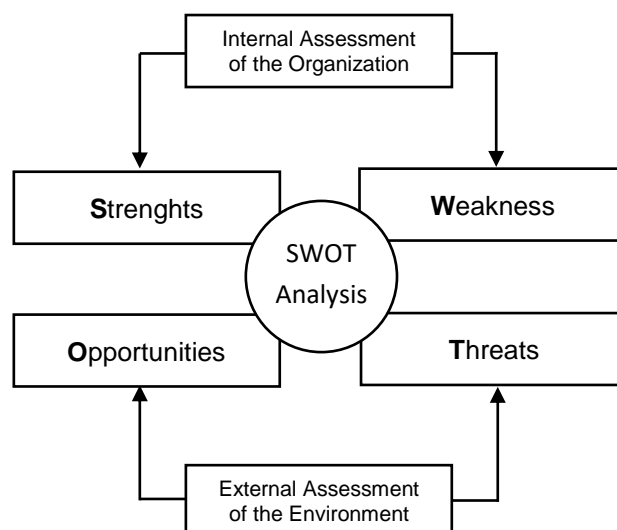 Internal Assessment
of the Organization
Strenghts
Weakness
SWOT
Analysis
Opportunities
Threats
External Assessment
of the Environment